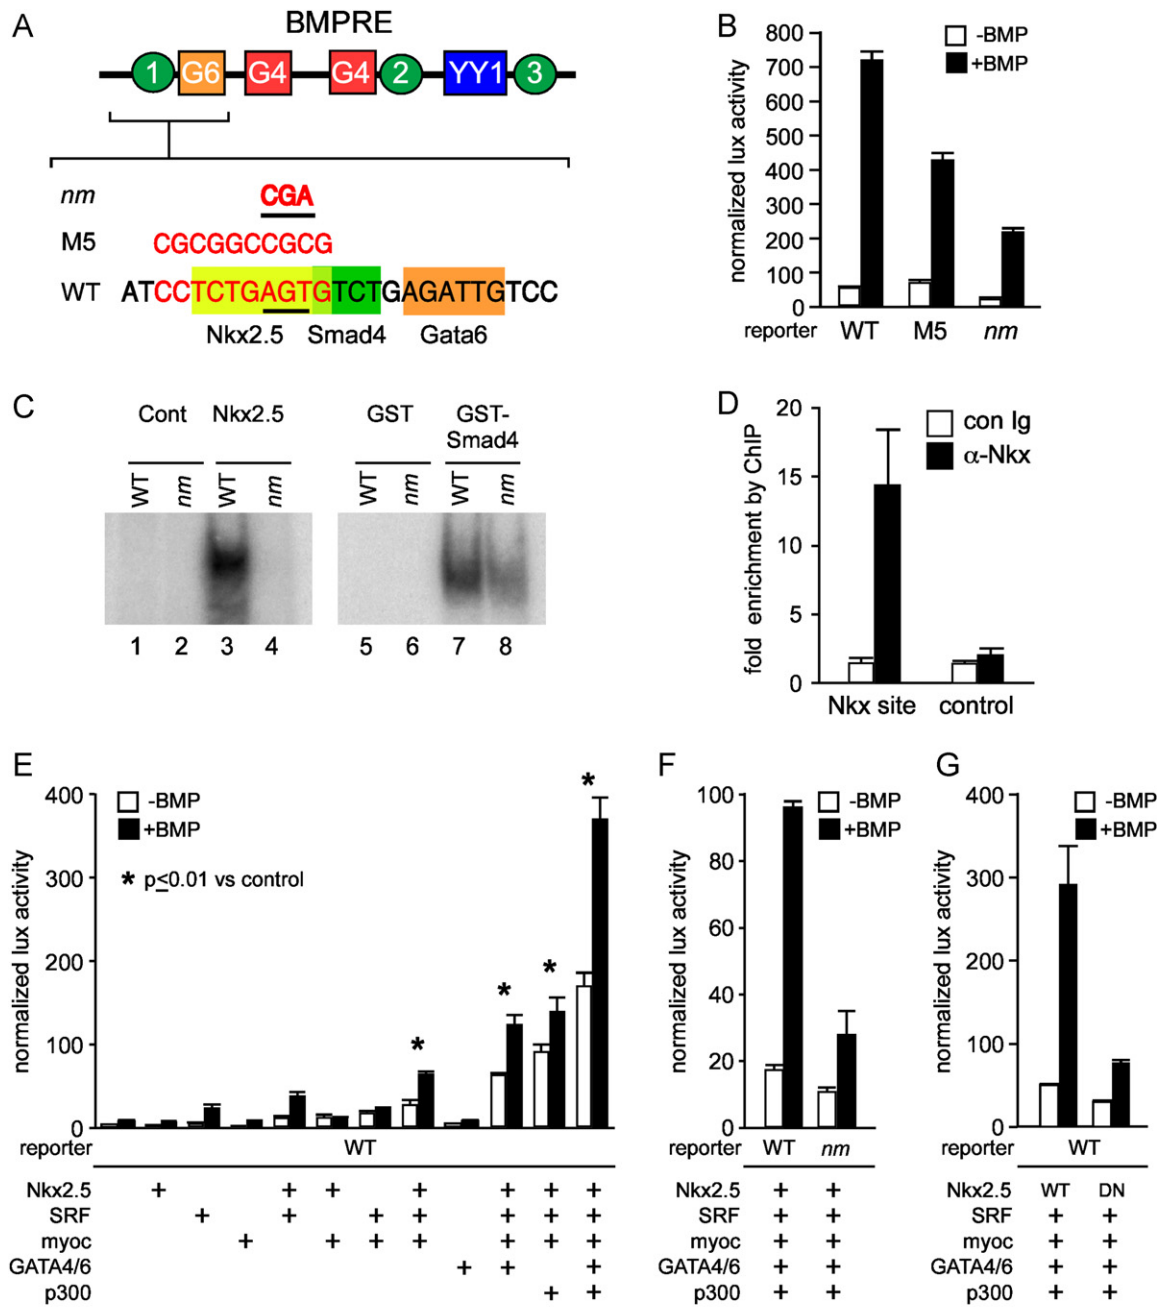 A
BMPRE
1 G6 G4 G4 2 YY1 3
nm CGA
M5 CGCGGCCGCG
WT ATCCTCTGAGTGTCTGAGATTGTCC
Nkx2.5 Smad4 Gata6
B
-BMP
+BMP
normalized lux activity
800
700
600
500
400
300
200
100
0
reporter WT M5 nm
C
Cont Nkx2.5 GST GST-
Smad4
WT nm WT nm WT nm WT nm
1 2 3 4 5 6 7 8
D
con Ig
α-Nkx
fold enrichment by ChIP
20
15
10
5
0
Nkx site control
E
-BMP
+BMP
* p≤0.01 vs control
normalized lux activity
400
300
200
100
0
* * * *
reporter WT
Nkx2.5 + + + + + + +
SRF + + + + + + +
myoc + + + + + + +
GATA4/6 + + +
p300 + +
F
-BMP
+BMP
normalized lux activity
100
80
60
40
20
0
reporter WT nm
Nkx2.5 + +
SRF + +
myoc + +
GATA4/6 + +
p300 + +
G
-BMP
+BMP
normalized lux activity
400
300
200
100
0
reporter WT
Nkx2.5 WT DN
SRF + +
myoc + +
GATA4/6 + +
p300 + +